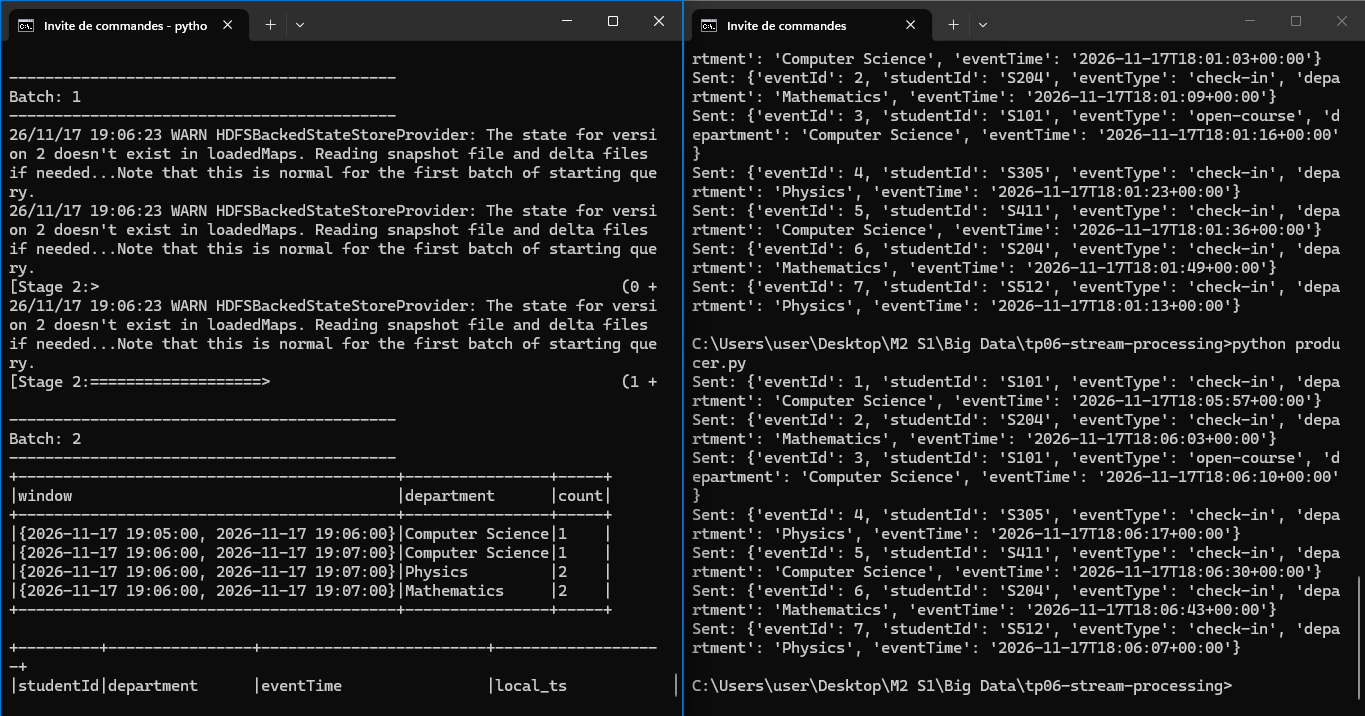 Invite de commandes - pytho
-----------------------------------------
Batch: 1
-----------------------------------------
26/11/17 19:06:23 WARN HDFSBackedStateStoreProvider: The state for versi
on 2 doesn't exist in loadedMaps. Reading snapshot file and delta files
if needed...Note that this is normal for the first batch of starting que
ry.
26/11/17 19:06:23 WARN HDFSBackedStateStoreProvider: The state for versi
on 2 doesn't exist in loadedMaps. Reading snapshot file and delta files
if needed...Note that this is normal for the first batch of starting que
ry.
[Stage 2:>                                                          (0 +
26/11/17 19:06:23 WARN HDFSBackedStateStoreProvider: The state for versi
on 2 doesn't exist in loadedMaps. Reading snapshot file and delta files
if needed...Note that this is normal for the first batch of starting que
ry.
[Stage 2:===================>                                       (1 +
-------------------------------------------
Batch: 2
-------------------------------------------
+------------------------------------------+----------------+-----+
|window                                    |department      |count|
+------------------------------------------+----------------+-----+
|{2026-11-17 19:05:00, 2026-11-17 19:06:00}|Computer Science|1    |
|{2026-11-17 19:06:00, 2026-11-17 19:07:00}|Computer Science|1    |
|{2026-11-17 19:06:00, 2026-11-17 19:07:00}|Physics         |2    |
|{2026-11-17 19:06:00, 2026-11-17 19:07:00}|Mathematics     |2    |
+------------------------------------------+----------------+-----+
+---------+----------------+-------------------------+------------------
-+
|studentId|department      |eventTime                |local_ts
Invite de commandes
rtment': 'Computer Science', 'eventTime': '2026-11-17T18:01:03+00:00'}
Sent: {'eventId': 2, 'studentId': 'S204', 'eventType': 'check-in', 'depa
rtment': 'Mathematics', 'eventTime': '2026-11-17T18:01:09+00:00'}
Sent: {'eventId': 3, 'studentId': 'S101', 'eventType': 'open-course', 'd
epartment': 'Computer Science', 'eventTime': '2026-11-17T18:01:16+00:00'
}
Sent: {'eventId': 4, 'studentId': 'S305', 'eventType': 'check-in', 'depa
rtment': 'Physics', 'eventTime': '2026-11-17T18:01:23+00:00'}
Sent: {'eventId': 5, 'studentId': 'S411', 'eventType': 'check-in', 'depa
rtment': 'Computer Science', 'eventTime': '2026-11-17T18:01:36+00:00'}
Sent: {'eventId': 6, 'studentId': 'S204', 'eventType': 'check-in', 'depa
rtment': 'Mathematics', 'eventTime': '2026-11-17T18:01:49+00:00'}
Sent: {'eventId': 7, 'studentId': 'S512', 'eventType': 'check-in', 'depa
rtment': 'Physics', 'eventTime': '2026-11-17T18:01:13+00:00'}
C:\Users\user\Desktop\M2 S1\Big Data\tp06-stream-processing>python produ
cer.py
Sent: {'eventId': 1, 'studentId': 'S101', 'eventType': 'check-in', 'depa
rtment': 'Computer Science', 'eventTime': '2026-11-17T18:05:57+00:00'}
Sent: {'eventId': 2, 'studentId': 'S204', 'eventType': 'check-in', 'depa
rtment': 'Mathematics', 'eventTime': '2026-11-17T18:06:03+00:00'}
Sent: {'eventId': 3, 'studentId': 'S101', 'eventType': 'open-course', 'd
epartment': 'Computer Science', 'eventTime': '2026-11-17T18:06:10+00:00'
}
Sent: {'eventId': 4, 'studentId': 'S305', 'eventType': 'check-in', 'depa
rtment': 'Physics', 'eventTime': '2026-11-17T18:06:17+00:00'}
Sent: {'eventId': 5, 'studentId': 'S411', 'eventType': 'check-in', 'depa
rtment': 'Computer Science', 'eventTime': '2026-11-17T18:06:30+00:00'}
Sent: {'eventId': 6, 'studentId': 'S204', 'eventType': 'check-in', 'depa
rtment': 'Mathematics', 'eventTime': '2026-11-17T18:06:43+00:00'}
Sent: {'eventId': 7, 'studentId': 'S512', 'eventType': 'check-in', 'depa
rtment': 'Physics', 'eventTime': '2026-11-17T18:06:07+00:00'}
C:\Users\user\Desktop\M2 S1\Big Data\tp06-stream-processing>